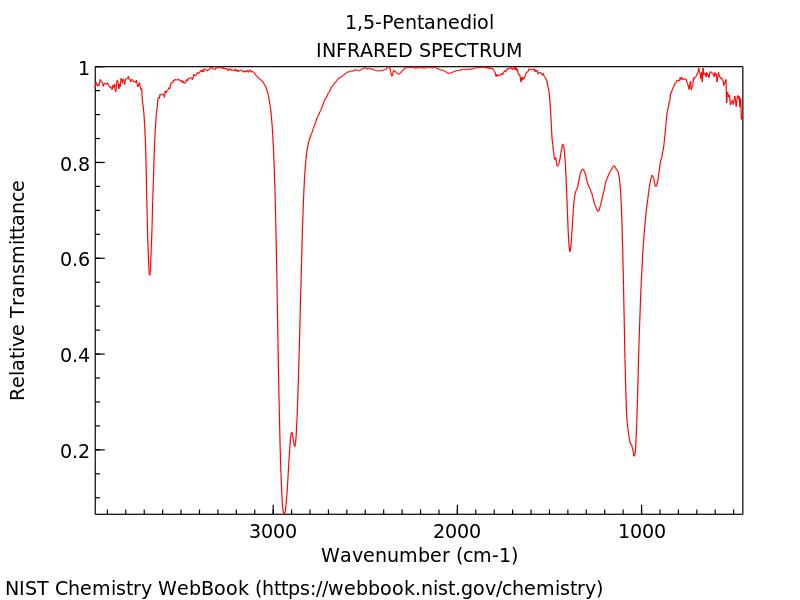 1,5-Pentanediol
INFRARED SPECTRUM
1
0.8
0.6
0.4
0.2
Relative Transmittance
3000 2000 1000
Wavenumber (cm-1)
NIST Chemistry WebBook (https://webbook.nist.gov/chemistry)